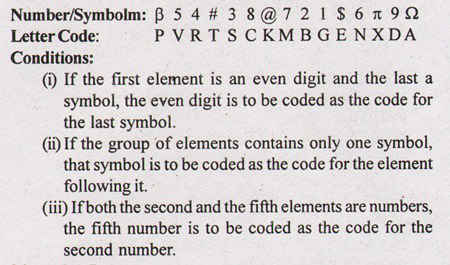 Number/Symbolm: β 5 4 # 3 8 @ 7 2 1 $ 6 π 9 Ω
Letter Code: P V R T S C K M B G E N X D A
Conditions:
(i) If the first element is an even digit and the last a
symbol, the even digit is to be coded as the code for
the last symbol.
(ii) If the group of elements contains only one symbol,
that symbol is to be coded as the code for the element
following it.
(iii) If both the second and the fifth elements are numbers,
the fifth number is to be coded as the code for the
second number.